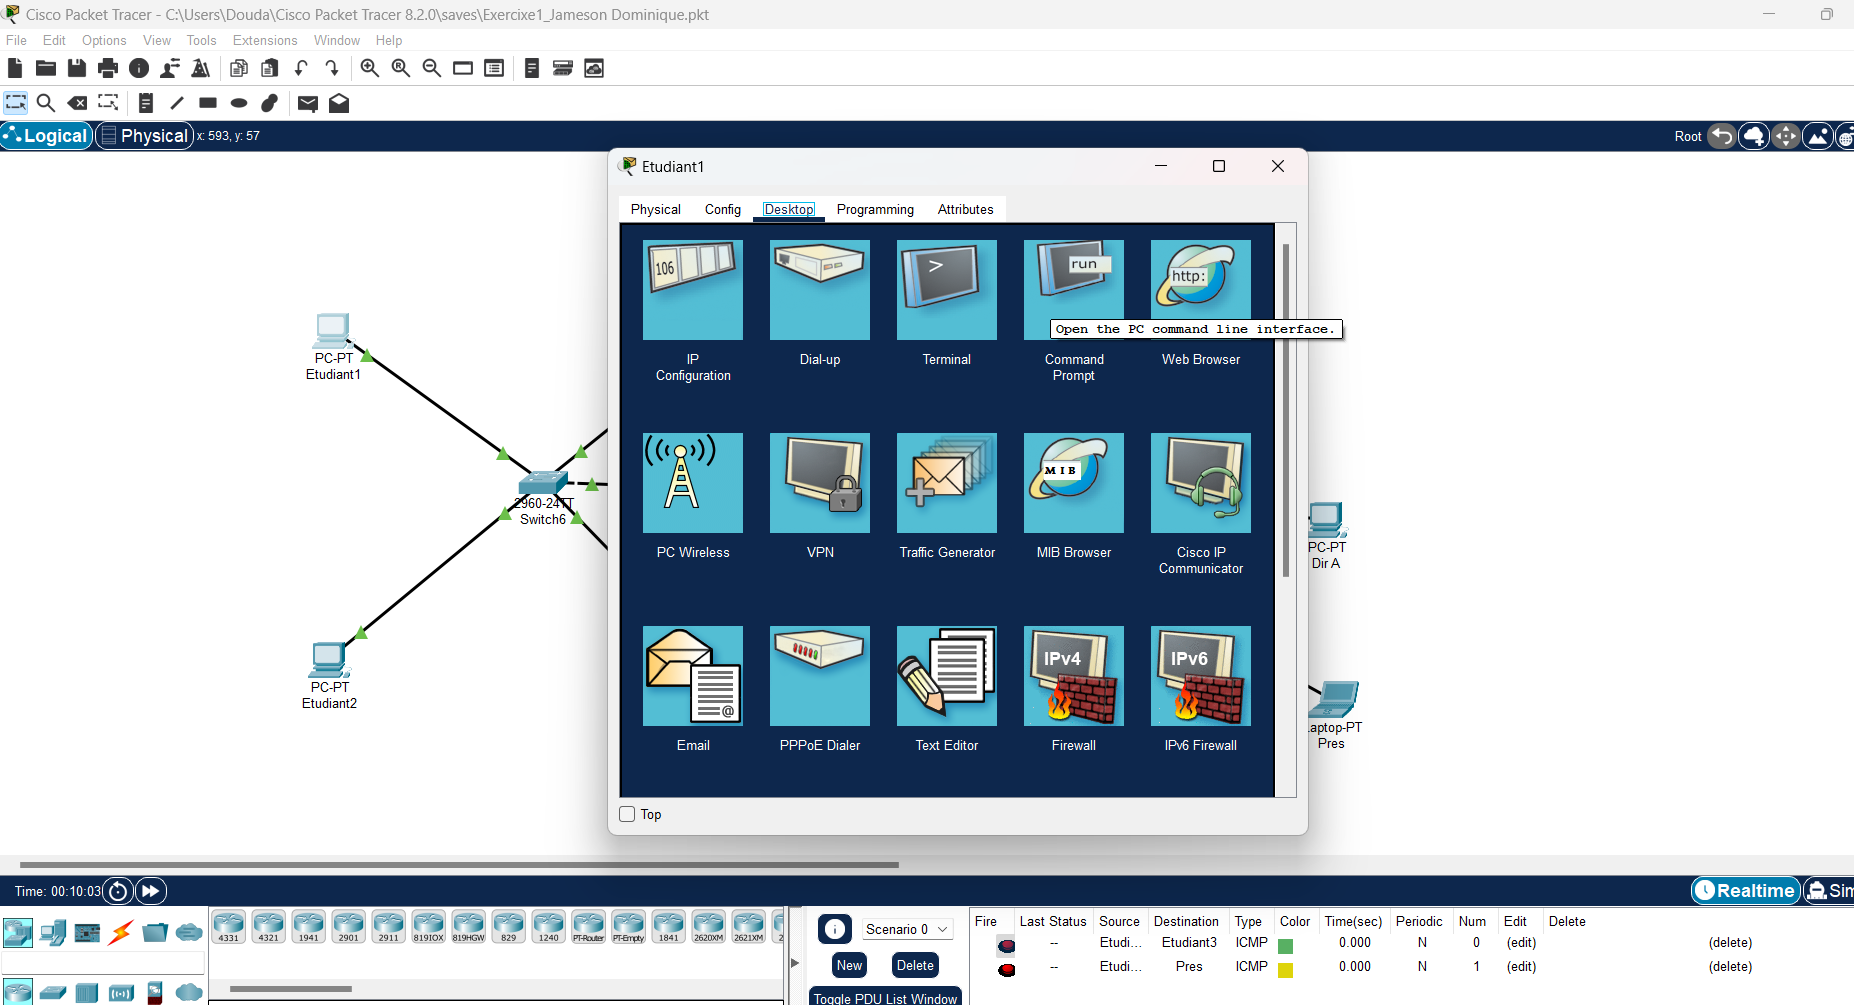 Cisco Packet Tracer - C:\Users\Douda\Cisco Packet Tracer 8.2.0\saves\Exercixe1_Jameson Dominique.pkt
File Edit Options View Tools Extensions Window Help
Logical Physical x: 593, y: 57 Root
Etudiant1
Physical Config Desktop Programming Attributes
106
>
run
http:
Open the PC command line interface.
IP Configuration
Dial-up
Terminal
Command Prompt
Web Browser
MIB
PC Wireless
VPN
Traffic Generator
MIB Browser
Cisco IP Communicator
@
IPv4
IPv6
Email
PPPoE Dialer
Text Editor
Firewall
IPv6 Firewall
Top
PC-PT
Etudiant1
2960-24TT
Switch6
PC-PT
Etudiant2
PC-PT
Dir A
aptop-PT
Pres
Time: 00:10:03
Realtime Sim
4331 4321 1941 2901 2911 819IOX 819HGW 829 1240 PT-Router PT-Empty 1841 2620XM 2621XM 2
Scenario 0
New Delete
Toggle PDU List Window
Fire Last Status Source Destination Type Color Time(sec) Periodic Num Edit Delete
-- Etudi... Etudiant3 ICMP 0.000 N 0 (edit) (delete)
-- Etudi... Pres ICMP 0.000 N 1 (edit) (delete)